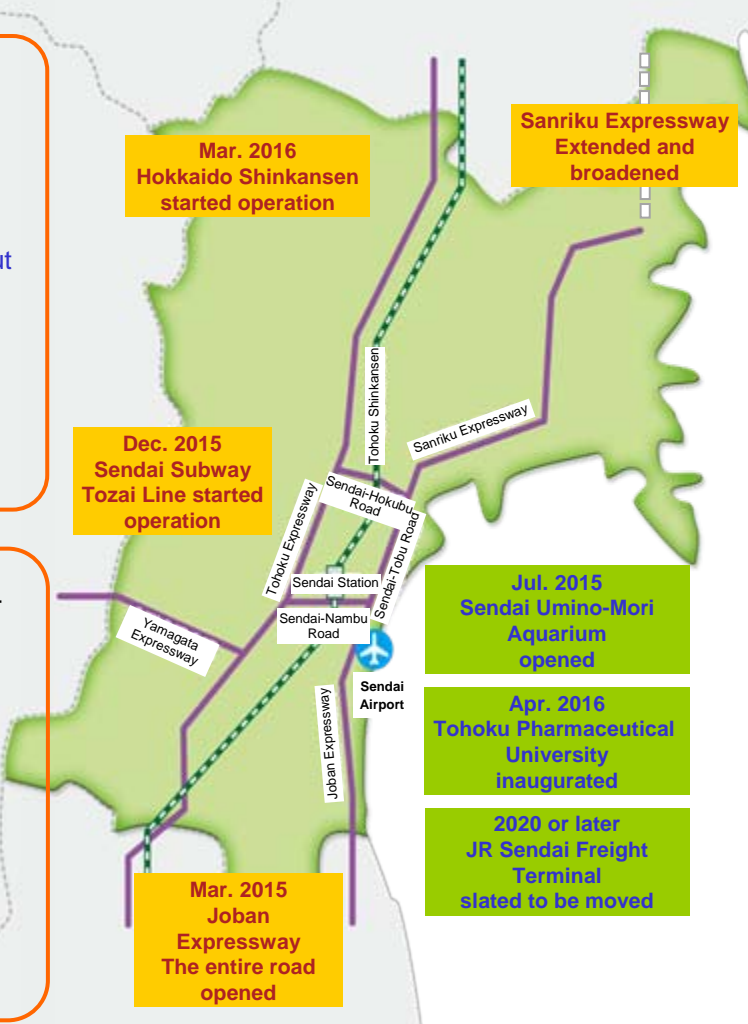 Mar. 2016
Hokkaido Shinkansen
started operation
Sanriku Expressway
Extended and
broadened
Tohoku Shinkansen
Sanriku Expressway
Dec. 2015
Sendai Subway
Tozai Line started
operation
Sendai-Hokubu
Road
Tohoku Expressway
Sendai-Tobu Road
Sendai Station
Sendai-Nambu
Road
Yamagata
Expressway
Sendai
Airport
Joban Expressway
Jul. 2015
Sendai Umino-Mori
Aquarium
opened
Apr. 2016
Tohoku Pharmaceutical
University
inaugurated
2020 or later
JR Sendai Freight
Terminal
slated to be moved
Mar. 2015
Joban
Expressway
The entire road
opened